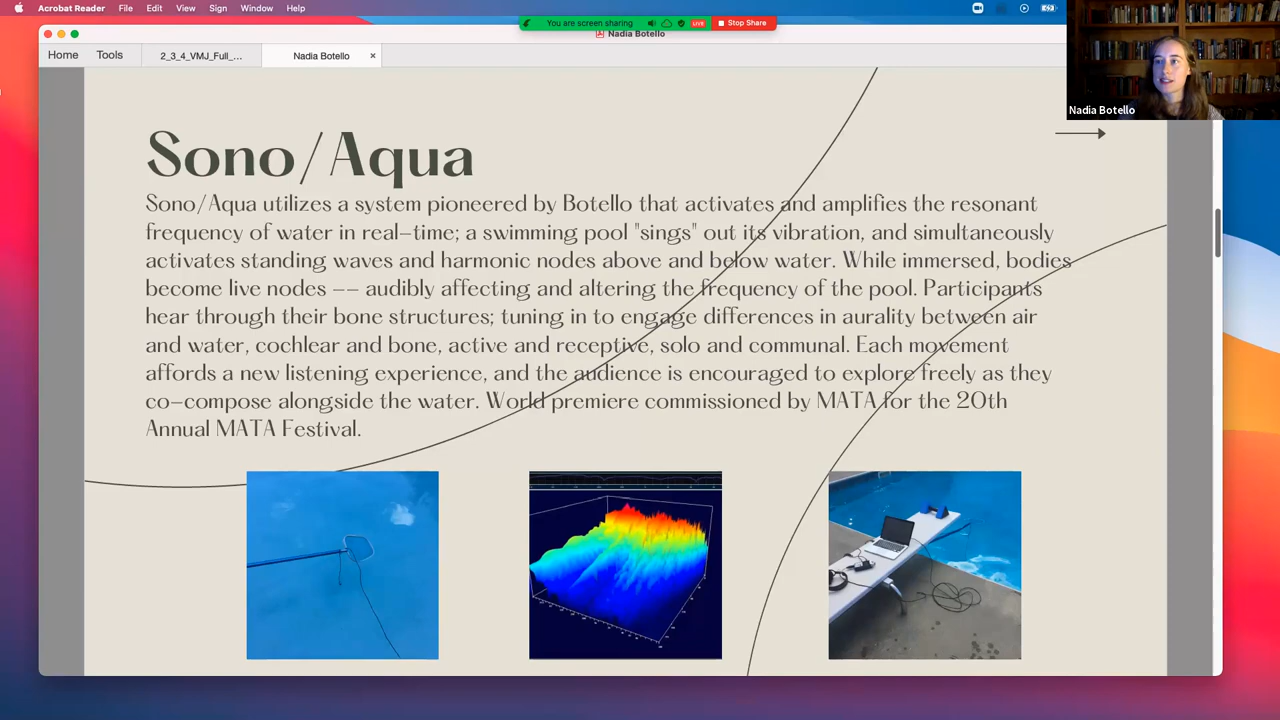 Acrobat Reader File Edit View Sign Window Help
You are screen sharing LIVE Stop Share
Nadia Botello
Home Tools 2_3_4_VMJ_Full_... Nadia Botello
Nadia Botello
Sono/Aqua
Sono/Aqua utilizes a system pioneered by Botello that activates and amplifies the resonant
frequency of water in real-time; a swimming pool "sings" out its vibration, and simultaneously
activates standing waves and harmonic nodes above and below water. While immersed, bodies
become live nodes -- audibly affecting and altering the frequency of the pool. Participants
hear through their bone structures; tuning in to engage differences in aurality between air
and water, cochlear and bone, active and receptive, solo and communal. Each movement
affords a new listening experience, and the audience is encouraged to explore freely as they
co-compose alongside the water. World premiere commissioned by MATA for the 20th
Annual MATA Festival.